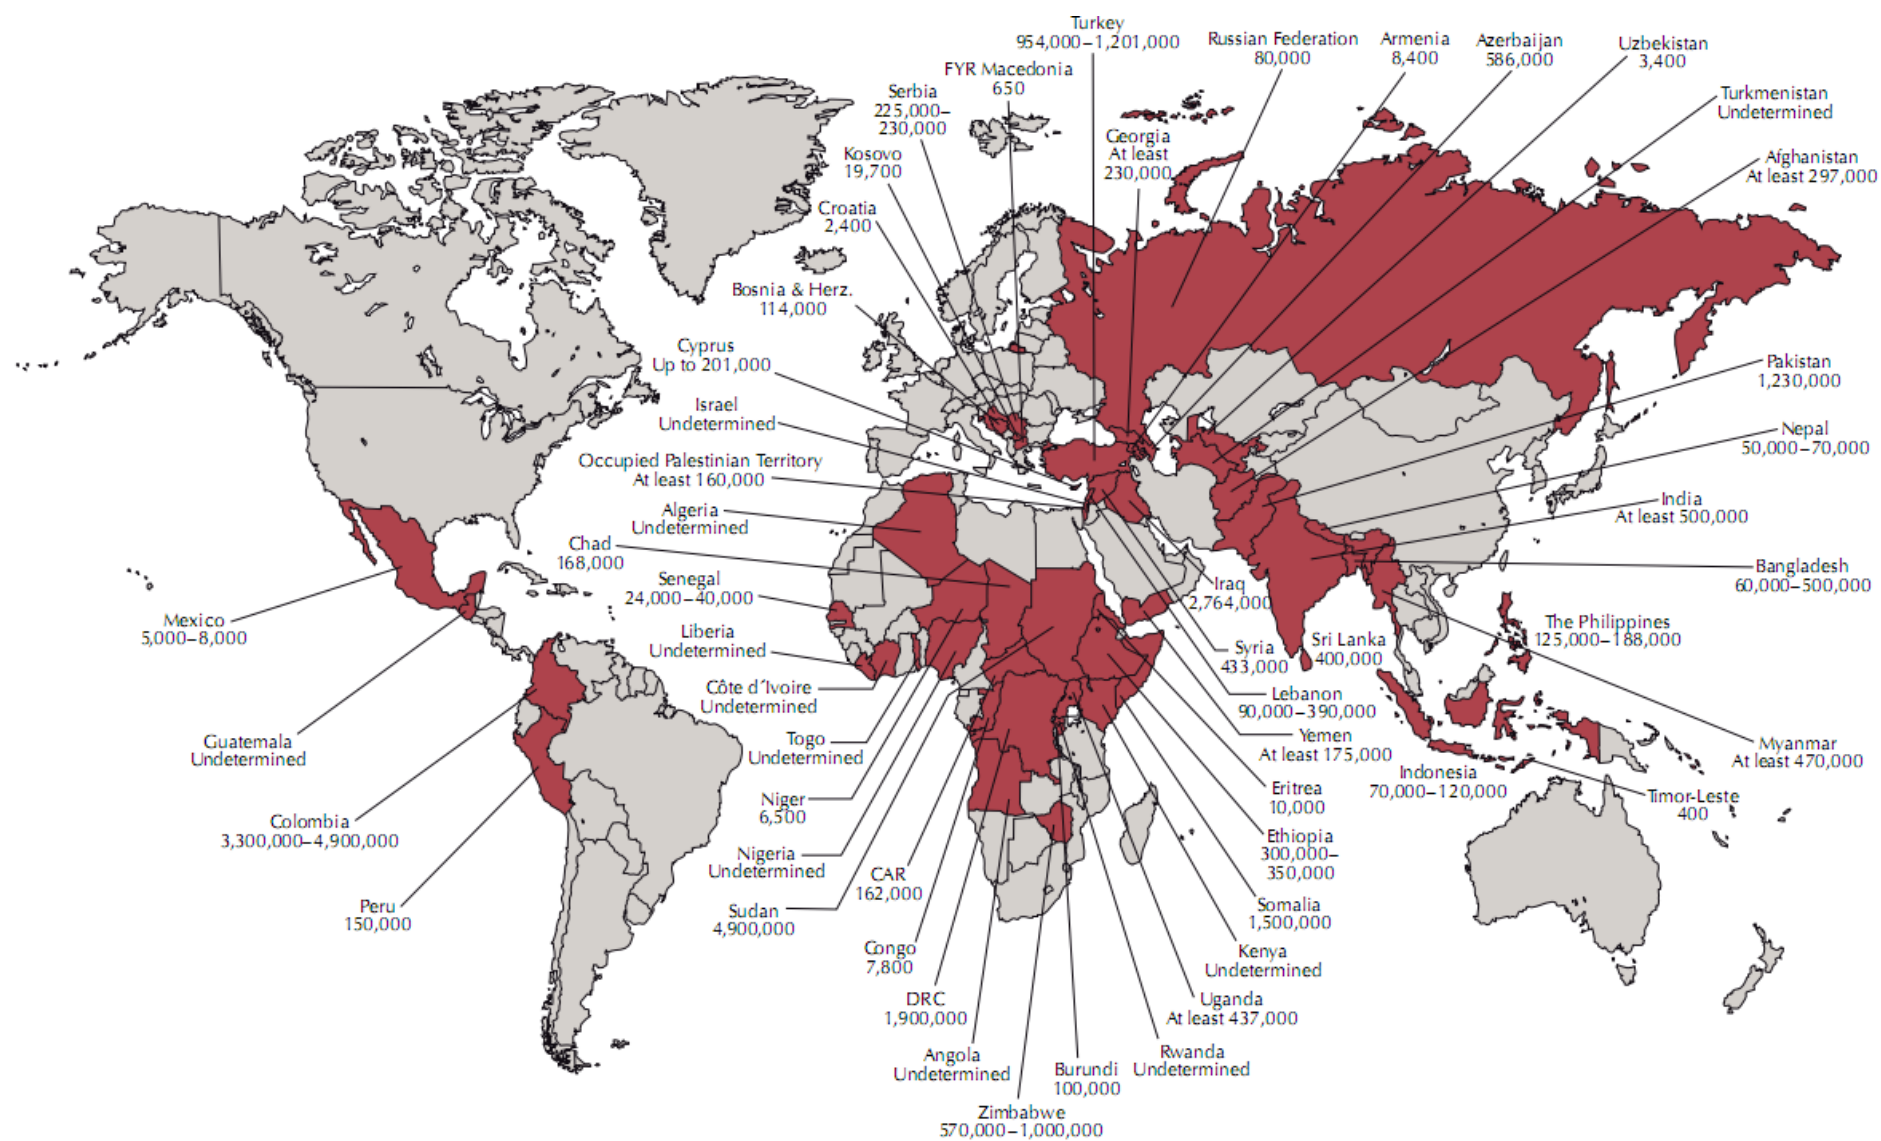 Turkey
954,000–1,201,000
Russian Federation
80,000
Armenia
8,400
Azerbaijan
586,000
Uzbekistan
3,400
FYR Macedonia
650
Serbia
225,000–
230,000
Turkmenistan
Undetermined
Georgia
At least
230,000
Kosovo
19,700
Afghanistan
At least 297,000
Croatia
2,400
Bosnia & Herz.
114,000
Cyprus
Up to 201,000
Pakistan
1,230,000
Israel
Undetermined
Nepal
50,000–70,000
Occupied Palestinian Territory
At least 160,000
India
At least 500,000
Algeria
Undetermined
Chad
168,000
Bangladesh
60,000–500,000
Senegal
24,000–40,000
Iraq
2,764,000
Mexico
5,000–8,000
Liberia
Undetermined
Syria
433,000
Sri Lanka
400,000
The Philippines
125,000–188,000
Côte d´Ivoire
Undetermined
Lebanon
90,000–390,000
Guatemala
Undetermined
Togo
Undetermined
Yemen
At least 175,000
Myanmar
At least 470,000
Indonesia
70,000–120,000
Niger
6,500
Eritrea
10,000
Timor-Leste
400
Colombia
3,300,000–4,900,000
Ethiopia
300,000–
350,000
Nigeria
Undetermined
CAR
162,000
Peru
150,000
Sudan
4,900,000
Somalia
1,500,000
Congo
7,800
Kenya
Undetermined
DRC
1,900,000
Uganda
At least 437,000
Angola
Undetermined
Burundi
100,000
Rwanda
Undetermined
Zimbabwe
570,000–1,000,000